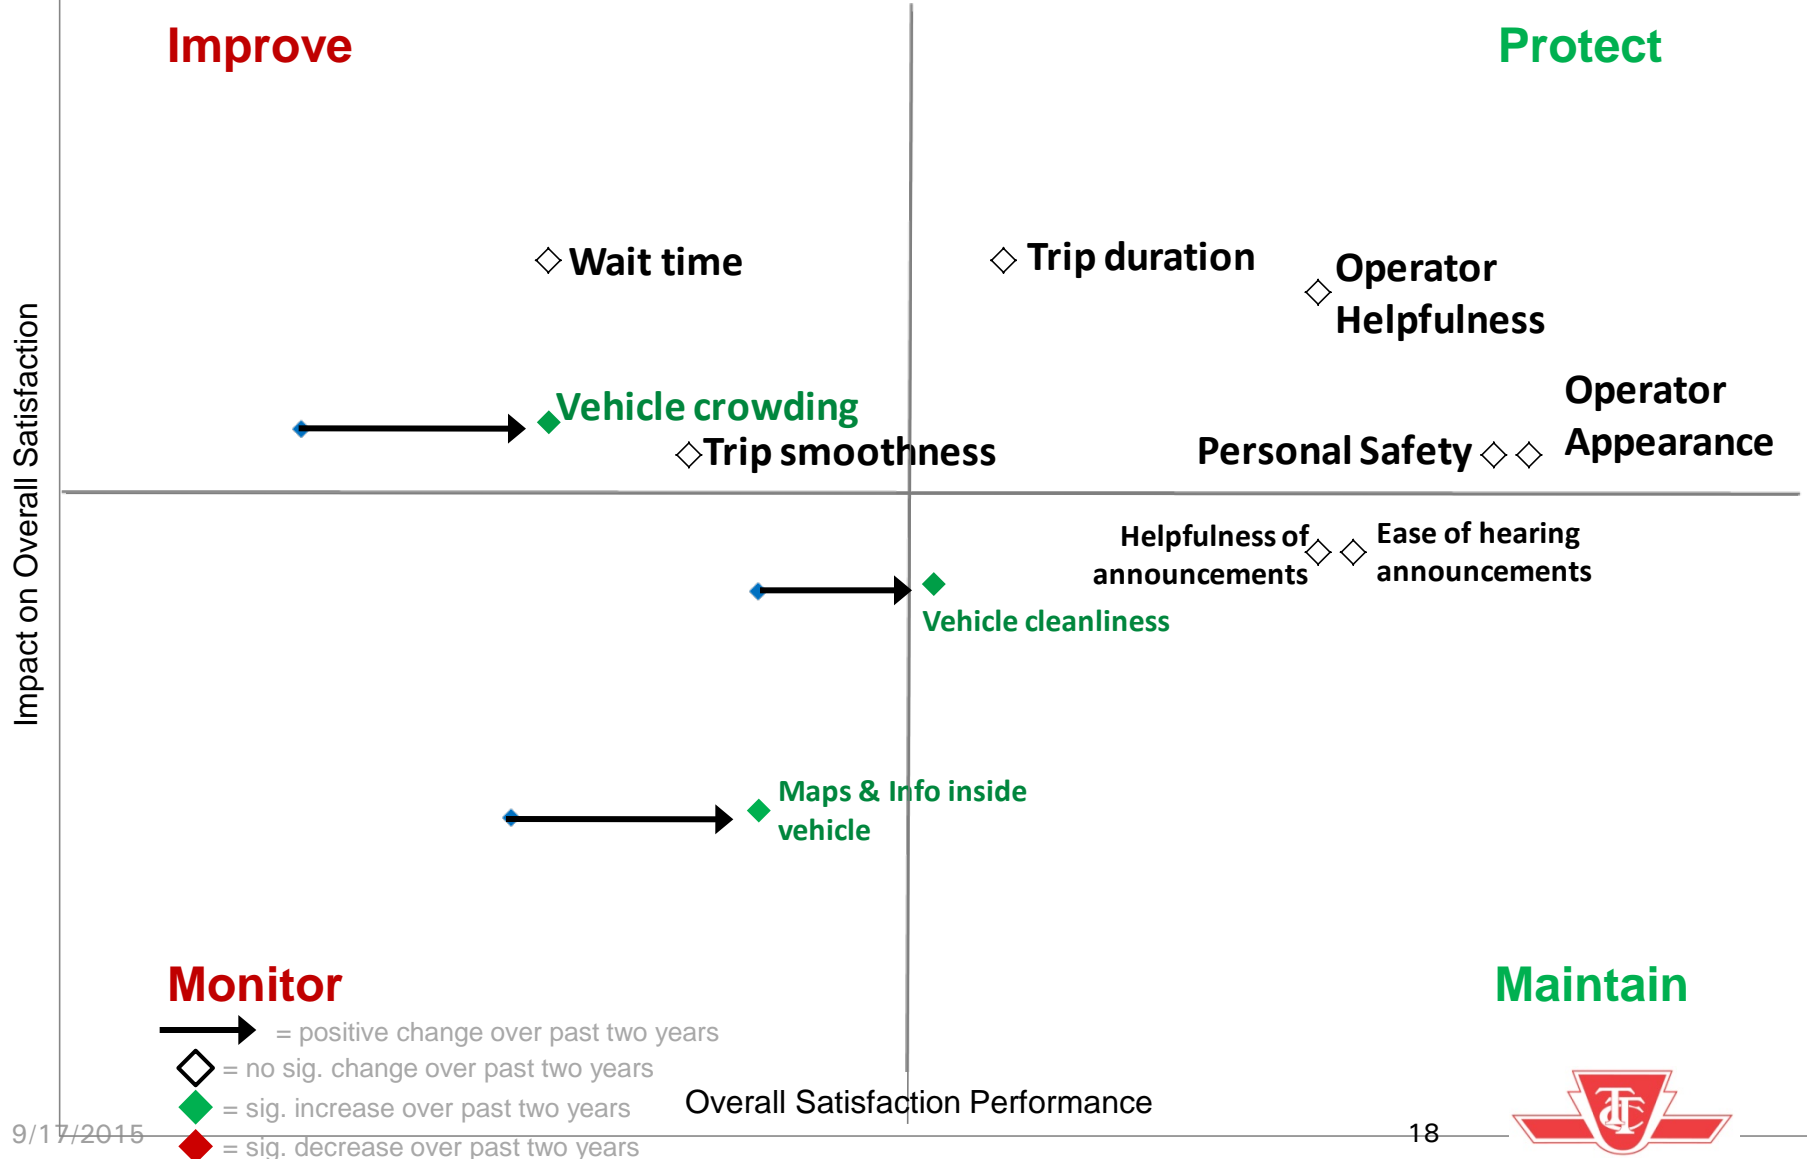 Improve
Protect
Wait time
Trip duration
Operator
Helpfulness
Vehicle crowding
Trip smoothness
Personal Safety
Operator
Appearance
Impact on Overall Satisfaction
Helpfulness of
announcements
Ease of hearing
announcements
Vehicle cleanliness
Maps & Info inside
vehicle
Monitor
Maintain
= positive change over past two years
= no sig. change over past two years
= sig. increase over past two years
= sig. decrease over past two years
Overall Satisfaction Performance
9/17/2015
18
TTC